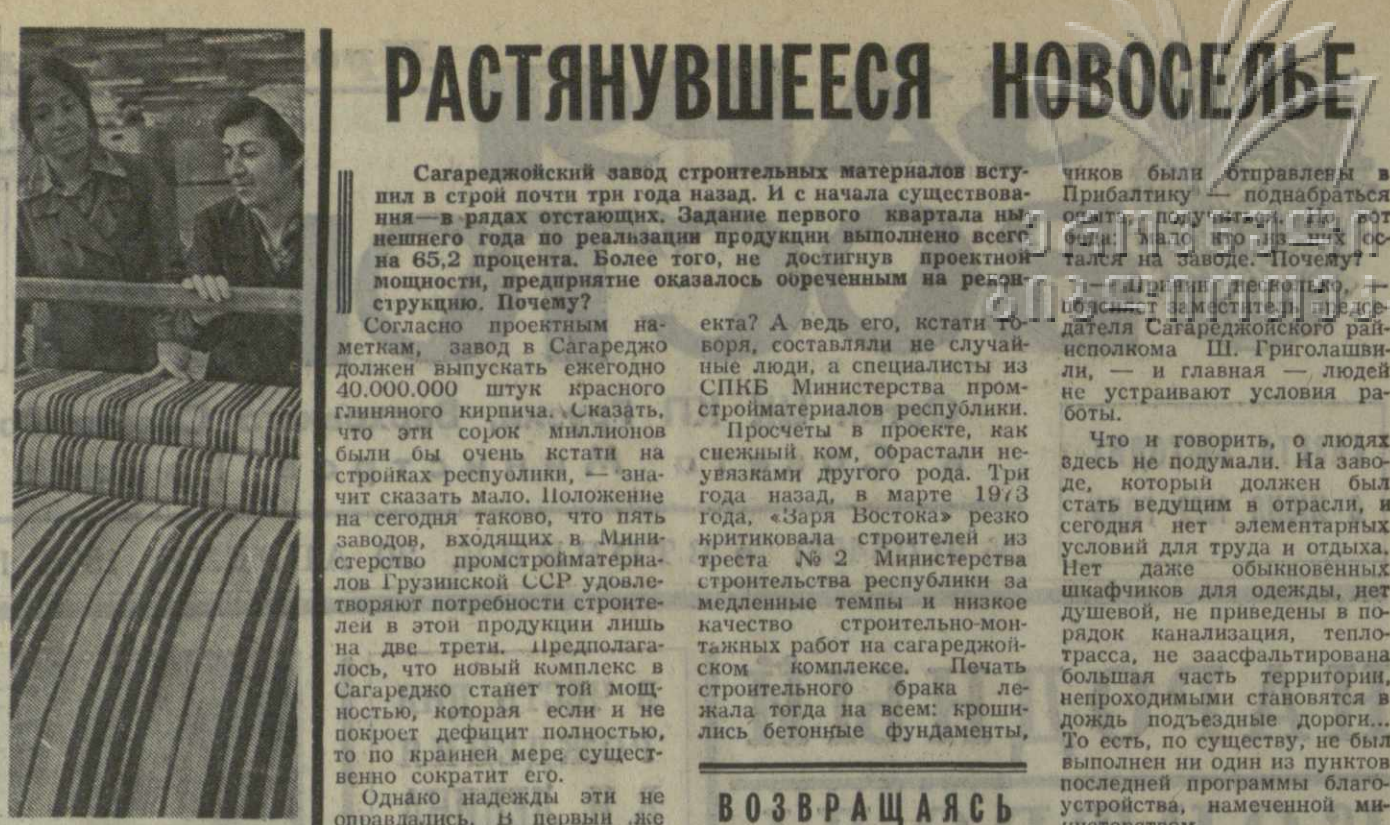 РАСТЯНУВШЕЕСЯ НОВОСЕЛЬЕ
Сагареджойский завод строительных материалов всту-
пил в строй почти три года назад. И с начала существова-
ния—в рядах отстающих. Задание первого квартала ны-
нешнего года по реализации продукции выполнено всего
на 65,2 процента. Более того, не достигнув проектной
мощности, предприятие оказалось обреченным на рекон-
струкцию. Почему?
Согласно проектным на-
меткам, завод в Сагареджо
должен выпускать ежегодно
40.000.000 штук красного
глиняного кирпича. Сказать,
что эти сорок миллионов
были бы очень кстати на
стройках республики, — зна-
чит сказать мало. Положение
на сегодня таково, что пять
заводов, входящих в Мини-
стерство промстройматериа-
лов Грузинской ССР удовле-
творяют потребности строите-
лей в этой продукции лишь
на две трети. Предполага-
лось, что новый комплекс в
Сагареджо станет той мощ-
ностью, которая если и не
покроет дефицит полностью,
то по крайней мере сущест-
венно сократит его.
Однако надежды эти не
оправдались. В первый же
екта? А ведь его, кстати го-
воря, составляли не случай-
ные люди, а специалисты из
СПКБ Министерства пром-
стройматериалов республики.
Просчеты в проекте, как
снежный ком, обрастали не-
увязками другого рода. Три
года назад, в марте 1973
года, «Заря Востока» резко
критиковала строителей из
треста № 2 Министерства
строительства республики за
медленные темпы и низкое
качество строительно-мон-
тажных работ на сагареджой-
ском комплексе. Печать
строительного брака ле-
жала тогда на всем: кроши-
лись бетонные фундаменты,
ВОЗВРАЩАЯСЬ
чиков были отправлены в
Прибалтику — поднабраться
опыта, подучиться. Но вот
беда: мало кто из них ос-
тался на заводе. Почему?
— Причин несколько, —
объясняет заместитель предсе-
дателя Сагареджойского рай-
исполкома Ш. Григолашви-
ли, — и главная — людей
не устраивают условия ра-
боты.
Что и говорить, о людях
здесь не подумали. На заво-
де, который должен был
стать ведущим в отрасли, и
сегодня нет элементарных
условий для труда и отдыха.
Нет даже обыкновенных
шкафчиков для одежды, нет
душевой, не приведены в по-
рядок канализация, тепло-
трасса, не заасфальтирована
большая часть территории,
непроходимыми становятся в
дождь подъездные дороги...
То есть, по существу, не был
выполнен ни один из пунктов
последней программы благо-
устройства, намеченной ми-